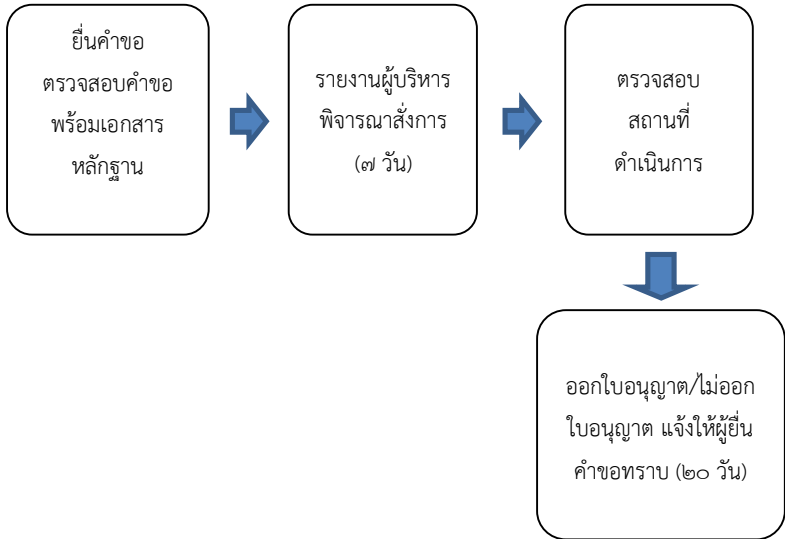 ยื่นคำขอ
ตรวจสอบคำขอ
พร้อมเอกสาร
หลักฐาน
รายงานผู้บริหาร
พิจารณาสั่งการ
(๗ วัน)
ตรวจสอบ
สถานที่
ดำเนินการ
ออกใบอนุญาต/ไม่ออก
ใบอนุญาต แจ้งให้ผู้ยื่น
คำขอทราบ (๒๐ วัน)